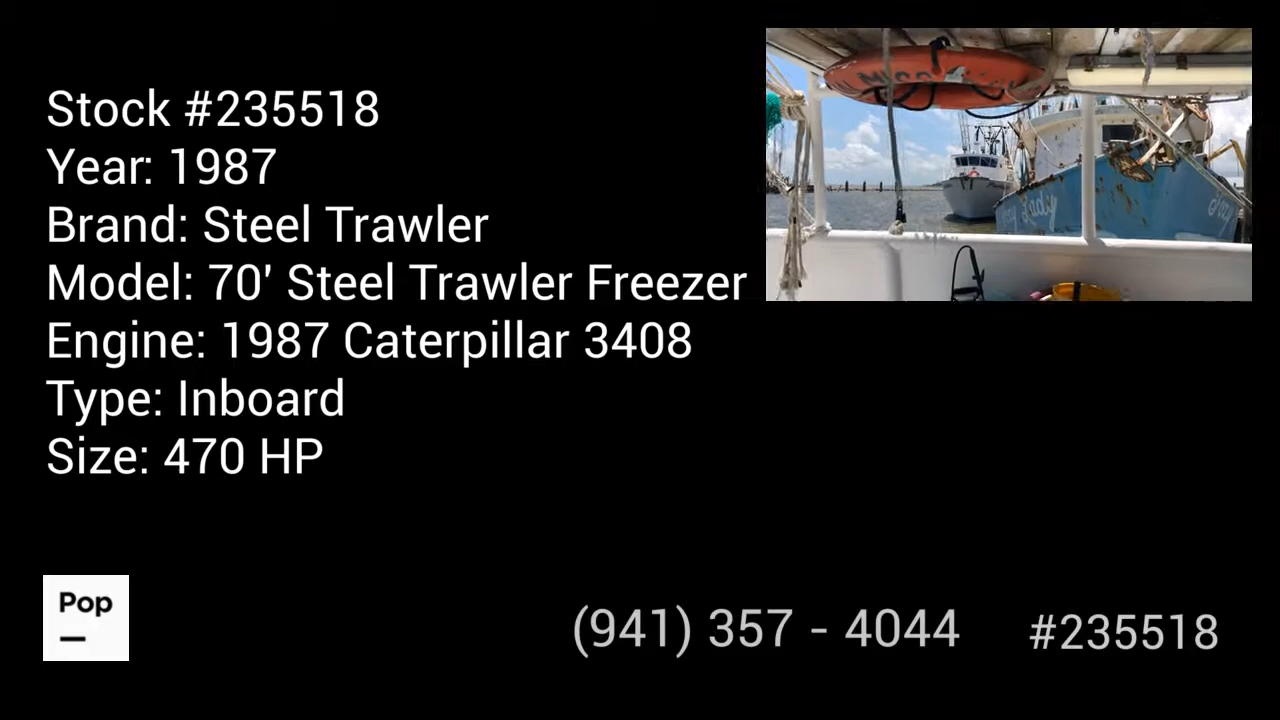 Stock #235518
Year: 1987
Brand: Steel Trawler
Model: 70' Steel Trawler Freezer
Engine: 1987 Caterpillar 3408
Type: Inboard
Size: 470 HP
Lady
Pop
(941) 357 - 4044
#235518